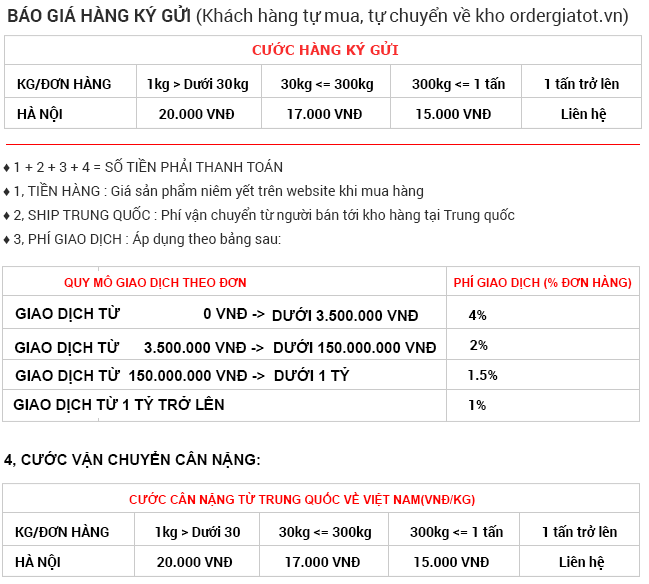 BÁO GIÁ HÀNG KÝ GỬI (Khách hàng tự mua, tự chuyển về kho ordergiatot.vn)
CƯỚC HÀNG KÝ GỬI
KG/ĐƠN HÀNG 1kg > Dưới 30kg 30kg <= 300kg 300kg <= 1 tấn 1 tấn trở lên
HÀ NỘI 20.000 VNĐ 17.000 VNĐ 15.000 VNĐ Liên hệ
♦ 1 + 2 + 3 + 4 = SỐ TIỀN PHẢI THANH TOÁN
♦ 1, TIỀN HÀNG : Giá sản phẩm niêm yết trên website khi mua hàng
♦ 2, SHIP TRUNG QUỐC : Phí vận chuyển từ người bán tới kho hàng tại Trung quốc
♦ 3, PHÍ GIAO DỊCH : Áp dụng theo bảng sau:
QUY MÔ GIAO DỊCH THEO ĐƠN PHÍ GIAO DỊCH (% ĐƠN HÀNG)
GIAO DỊCH TỪ 0 VNĐ -> DƯỚI 3.500.000 VNĐ 4%
GIAO DỊCH TỪ 3.500.000 VNĐ -> DƯỚI 150.000.000 VNĐ 2%
GIAO DỊCH TỪ 150.000.000 VNĐ -> DƯỚI 1 TỶ 1.5%
GIAO DỊCH TỪ 1 TỶ TRỞ LÊN 1%
4, CƯỚC VẬN CHUYỂN CÂN NẶNG:
CƯỚC CÂN NẶNG TỪ TRUNG QUỐC VỀ VIỆT NAM(VNĐ/KG)
KG/ĐƠN HÀNG 1kg > Dưới 30 30kg <= 300kg 300kg <= 1 tấn 1 tấn trở lên
HÀ NỘI 20.000 VNĐ 17.000 VNĐ 15.000 VNĐ Liên hệ